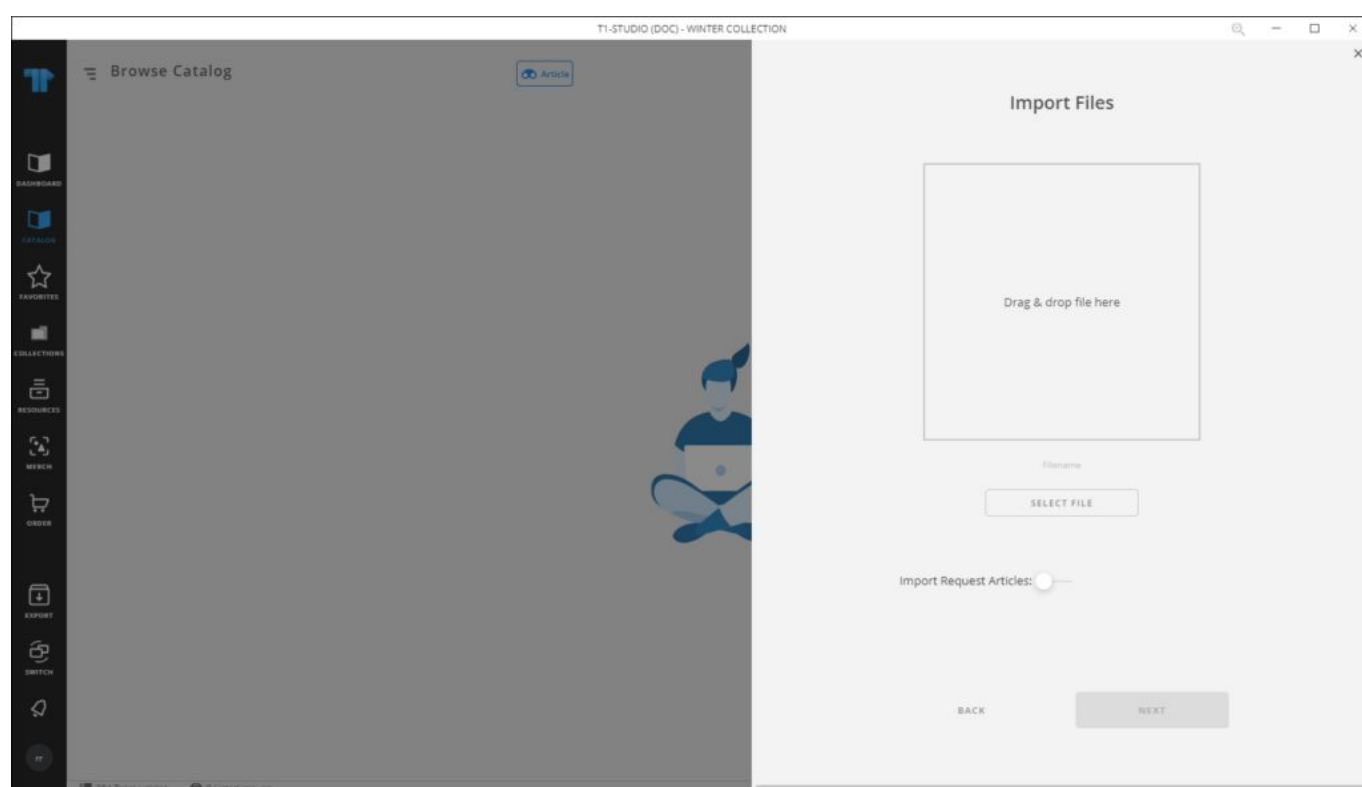 T1-STUDIO (DOC) - WINTER COLLECTION
Browse Catalog
Article
DASHBOARD
CATALOG
FAVORITES
COLLECTIONS
RESOURCES
MERCH
ORDER
EXPORT
SWITCH
Import Files
Drag & drop file here
Filename
SELECT FILE
Import Request Articles:
BACK
NEXT